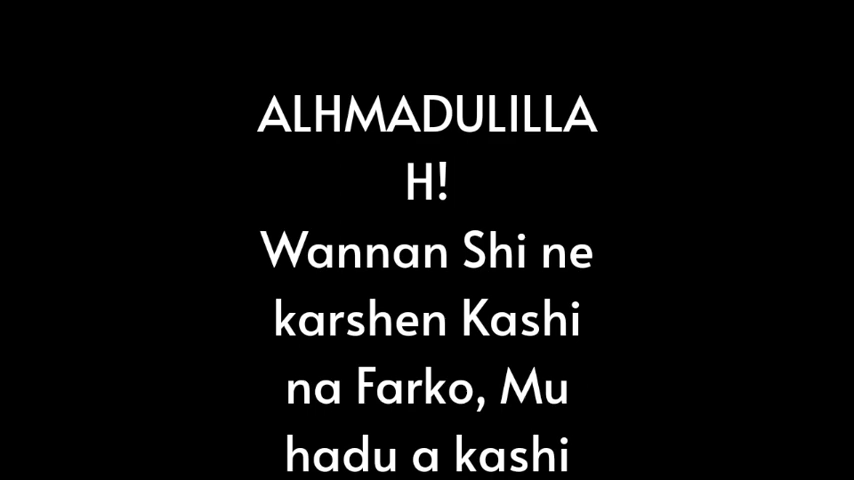 ALHMADULILLA
H!
Wannan Shi ne
karshen Kashi
na Farko, Mu
hadu a kashi